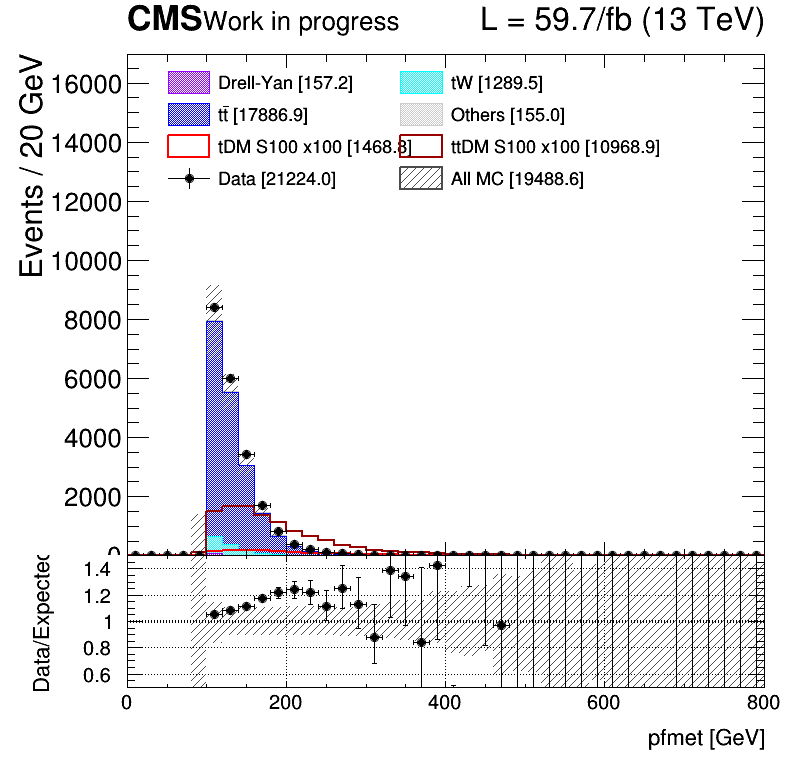 CMS Work in progress L = 59.7/fb (13 TeV)
Events / 20 GeV
16000
14000
12000
10000
8000
6000
4000
2000
0
Drell-Yan [157.2] tW [1289.5]
tt̄ [17886.9] Others [155.0]
tDM S100 x100 [1468.8] ttDM S100 x100 [10968.9]
Data [21224.0] All MC [19488.6]
Data/Expected
1.4
1.2
1
0.8
0.6
0 200 400 600 800
pfmet [GeV]